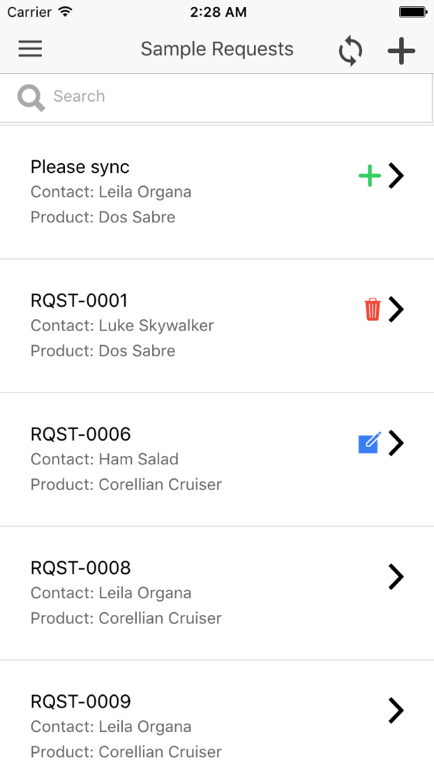 Carrier 2:28 AM
Sample Requests
Search
Please sync
Contact: Leila Organa
Product: Dos Sabre
RQST-0001
Contact: Luke Skywalker
Product: Dos Sabre
RQST-0006
Contact: Ham Salad
Product: Corellian Cruiser
RQST-0008
Contact: Leila Organa
Product: Corellian Cruiser
RQST-0009
Contact: Leila Organa
Product: Corellian Cruiser